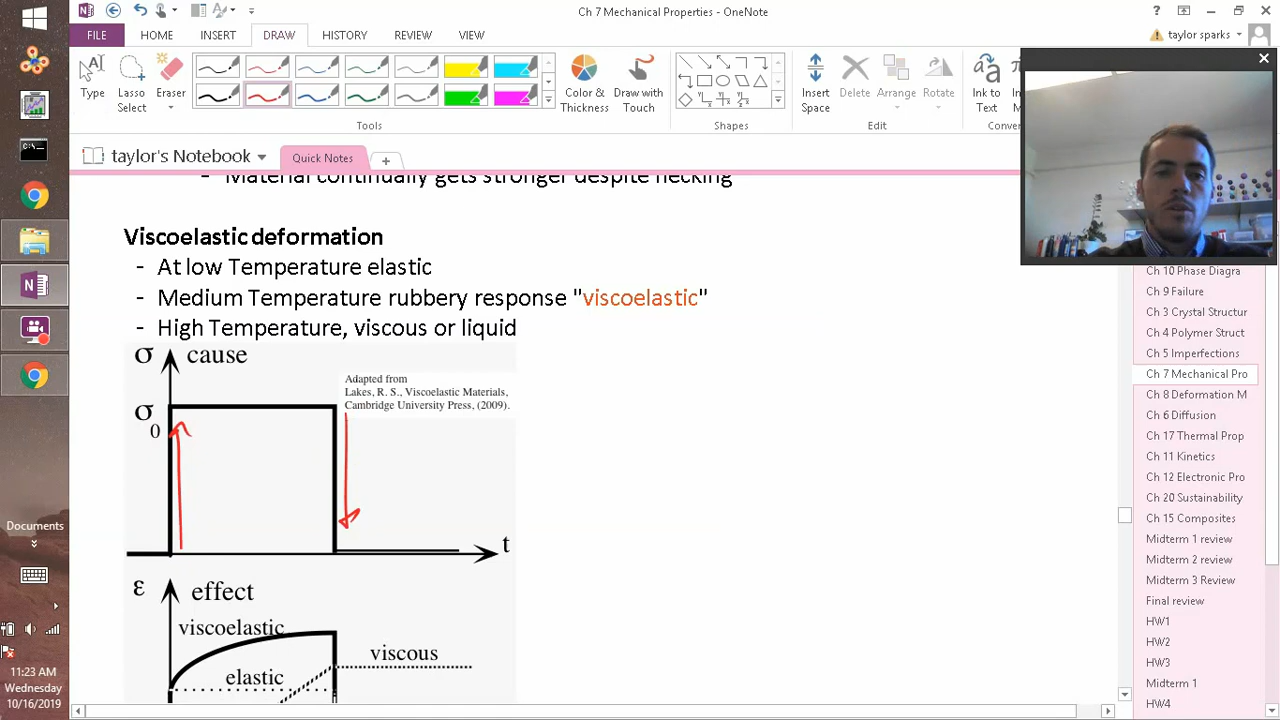 Ch 7 Mechanical Properties - OneNote
?
FILE
HOME
INSERT
DRAW
HISTORY
REVIEW
VIEW
taylor sparks
Type
Lasso
Select
Eraser
Color &
Thickness
Draw with
Touch
Insert
Space
Delete
Arrange
Rotate
Ink to
Text
Tools
Shapes
Edit
Conver
taylor's Notebook
Quick Notes
- Material continually gets stronger despite necking
Viscoelastic deformation
- At low Temperature elastic
- Medium Temperature rubbery response "viscoelastic"
- High Temperature, viscous or liquid
σ cause
Adapted from
Lakes, R. S., Viscoelastic Materials,
Cambridge University Press, (2009).
σ
0
t
ε effect
viscoelastic
viscous
elastic
Ch 10 Phase Diagra
Ch 9 Failure
Ch 3 Crystal Structur
Ch 4 Polymer Struct
Ch 5 Imperfections
Ch 7 Mechanical Pro
Ch 8 Deformation M
Ch 6 Diffusion
Ch 17 Thermal Prop
Ch 11 Kinetics
Ch 12 Electronic Pro
Ch 20 Sustainability
Ch 15 Composites
Midterm 1 review
Midterm 2 review
Midterm 3 Review
Final review
HW1
HW2
HW3
Midterm 1
HW4
Documents
11:23 AM
Wednesday
10/16/2019